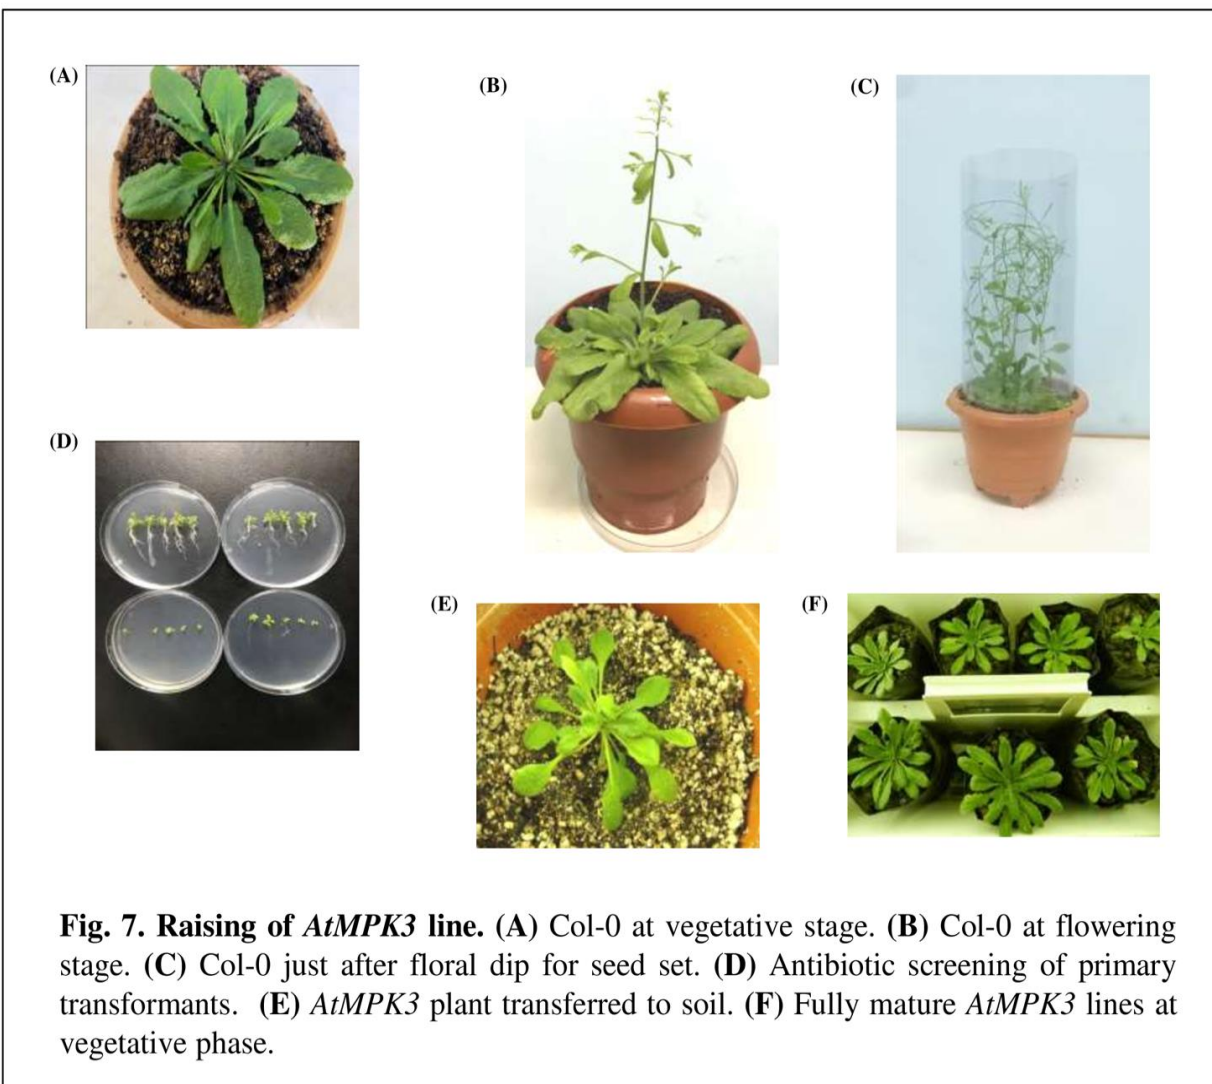 (A)
(B)
(C)
(D)
(E)
(F)
Fig. 7. Raising of AtMPK3 line. (A) Col-0 at vegetative stage. (B) Col-0 at flowering
stage. (C) Col-0 just after floral dip for seed set. (D) Antibiotic screening of primary
transformants. (E) AtMPK3 plant transferred to soil. (F) Fully mature AtMPK3 lines at
vegetative phase.